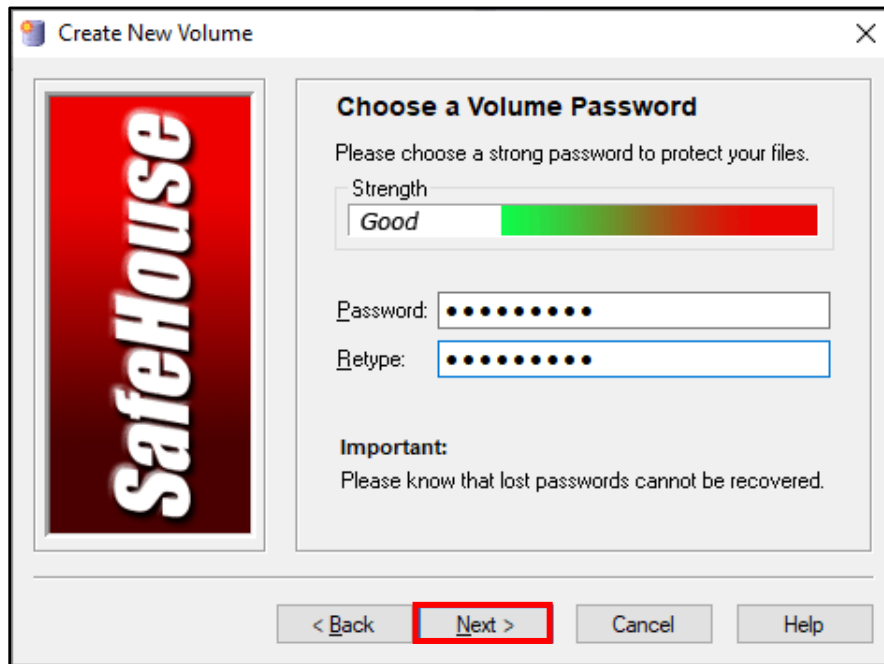 Create New Volume
SafeHouse
Choose a Volume Password
Please choose a strong password to protect your files.
Strength
Good
Password: ●●●●●●●●●
Retype: ●●●●●●●●●
Important:
Please know that lost passwords cannot be recovered.
< Back Next > Cancel Help